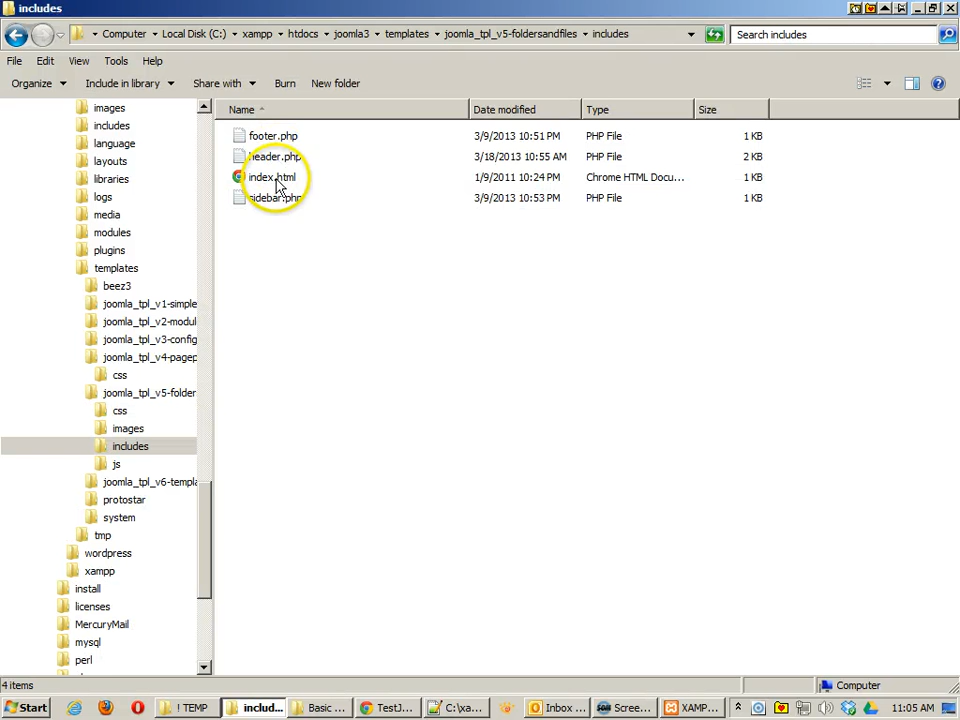 includes
Computer Local Disk (C:) xampp htdocs joomla3 templates joomla_tpl_v5-foldersandfiles includes
Search includes
File Edit View Tools Help
Organize Include in library Share with Burn New folder
Name Date modified Type Size
footer.php 3/9/2013 10:51 PM PHP File 1 KB
header.php 3/18/2013 10:55 AM PHP File 2 KB
index.html 1/9/2011 10:24 PM Chrome HTML Docu... 1 KB
sidebar.php 3/9/2013 10:53 PM PHP File 1 KB
images
includes
language
layouts
libraries
logs
media
modules
plugins
templates
beez3
joomla_tpl_v1-simple
joomla_tpl_v2-modul
joomla_tpl_v3-config
joomla_tpl_v4-pagep
css
joomla_tpl_v5-folder
css
images
includes
js
joomla_tpl_v6-templa
protostar
system
tmp
wordpress
xampp
install
licenses
MercuryMail
mysql
perl
4 items
Computer
Start ! TEMP includ... Basic ... TestJ... C:\xa... Inbox ... Scree... XAMP... 11:05 AM